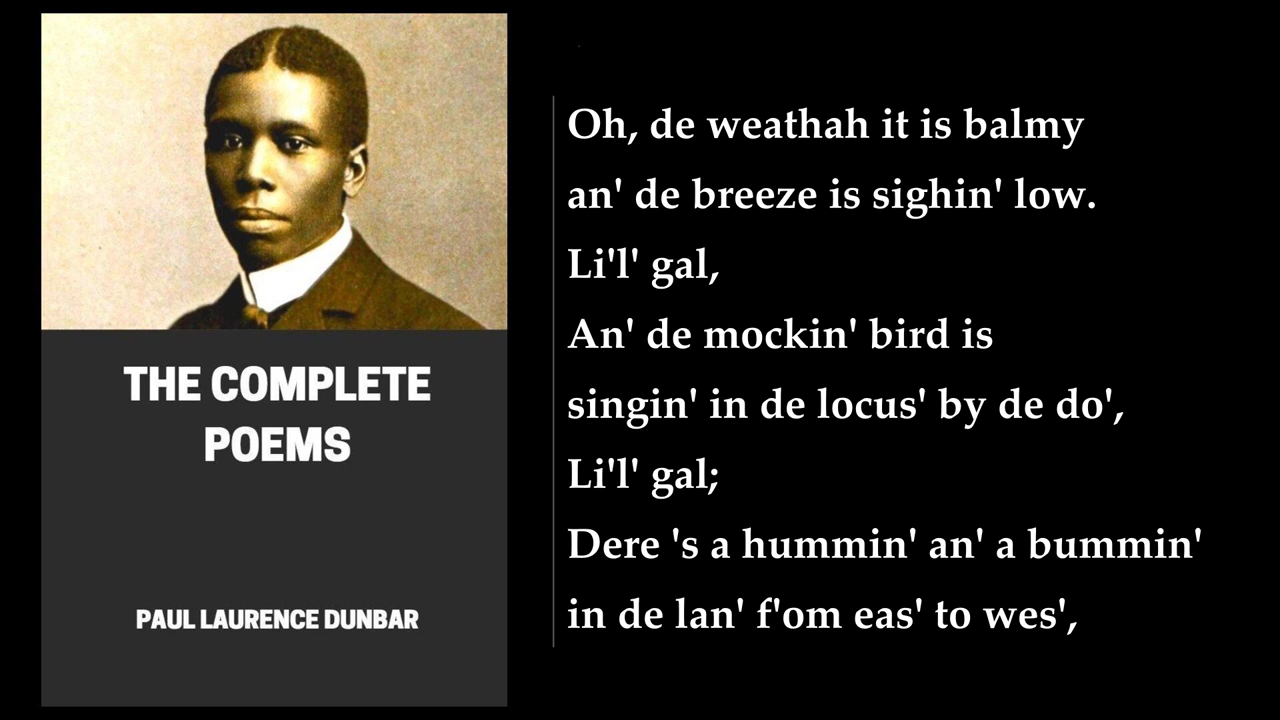 THE COMPLETE
POEMS
PAUL LAURENCE DUNBAR
Oh, de weathah it is balmy
an' de breeze is sighin' low.
Li'l' gal,
An' de mockin' bird is
singin' in de locus' by de do',
Li'l' gal;
Dere 's a hummin' an' a bummin'
in de lan' f'om eas' to wes',